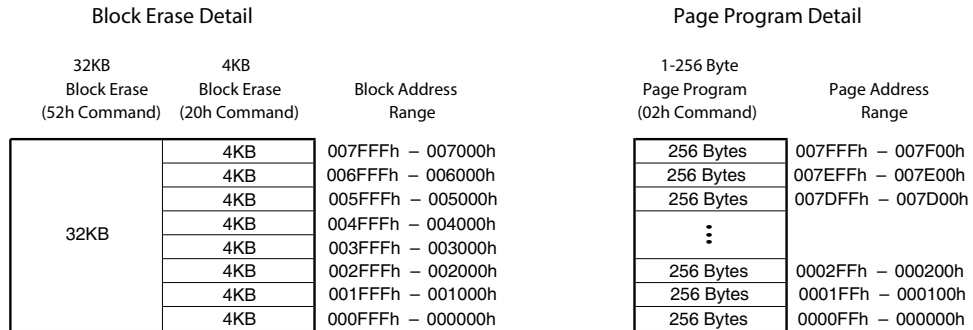 Block Erase Detail
Page Program Detail
32KB
Block Erase
(52h Command)
4KB
Block Erase
(20h Command)
Block Address
Range
1-256 Byte
Page Program
(02h Command)
Page Address
Range
32KB
4KB 007FFFh – 007000h
4KB 006FFFh – 006000h
4KB 005FFFh – 005000h
4KB 004FFFh – 004000h
4KB 003FFFh – 003000h
4KB 002FFFh – 002000h
4KB 001FFFh – 001000h
4KB 000FFFh – 000000h
256 Bytes 007FFFh – 007F00h
256 Bytes 007EFFh – 007E00h
256 Bytes 007DFFh – 007D00h
256 Bytes 0002FFh – 000200h
256 Bytes 0001FFh – 000100h
256 Bytes 0000FFh – 000000h